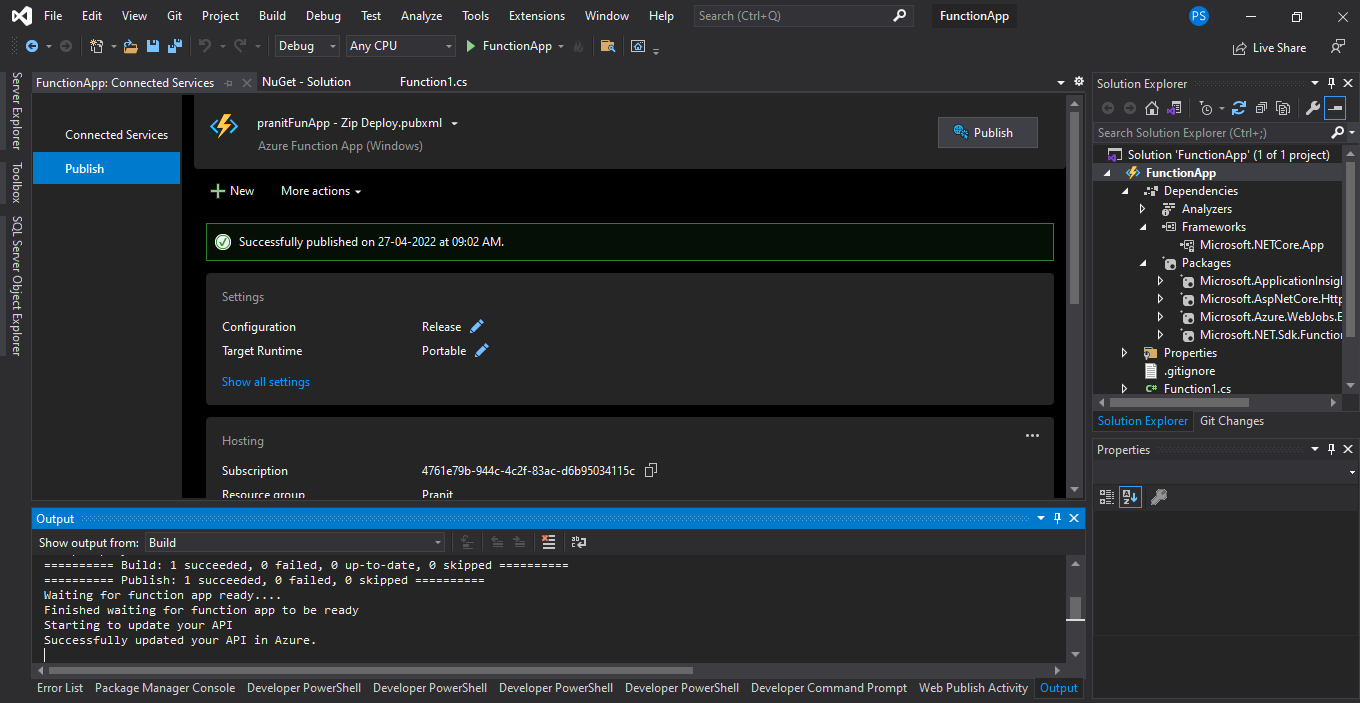 File Edit View Git Project Build Debug Test Analyze Tools Extensions Window Help Search (Ctrl+Q) FunctionApp PS
Debug Any CPU FunctionApp Live Share
Server Explorer
Toolbox
SQL Server Object Explorer
FunctionApp: Connected Services NuGet - Solution Function1.cs
Connected Services
Publish
pranitFunApp - Zip Deploy.pubxml
Azure Function App (Windows)
Publish
New More actions
Successfully published on 27-04-2022 at 09:02 AM.
Settings
Configuration Release
Target Runtime Portable
Show all settings
Hosting
Subscription 4761e79b-944c-4c2f-83ac-d6b95034115c
Resource group Pranit
Output
Show output from: Build
========== Build: 1 succeeded, 0 failed, 0 up-to-date, 0 skipped ==========
========== Publish: 1 succeeded, 0 failed, 0 skipped ==========
Waiting for function app ready....
Finished waiting for function app to be ready
Starting to update your API
Successfully updated your API in Azure.
Error List Package Manager Console Developer PowerShell Developer PowerShell Developer PowerShell Developer PowerShell Developer Command Prompt Web Publish Activity Output
Solution Explorer
Search Solution Explorer (Ctrl+;)
Solution 'FunctionApp' (1 of 1 project)
FunctionApp
Dependencies
Analyzers
Frameworks
Microsoft.NETCore.App
Packages
Microsoft.ApplicationInsigh
Microsoft.AspNetCore.Http
Microsoft.Azure.WebJobs.E
Microsoft.NET.Sdk.Function
Properties
.gitignore
C# Function1.cs
Solution Explorer Git Changes
Properties